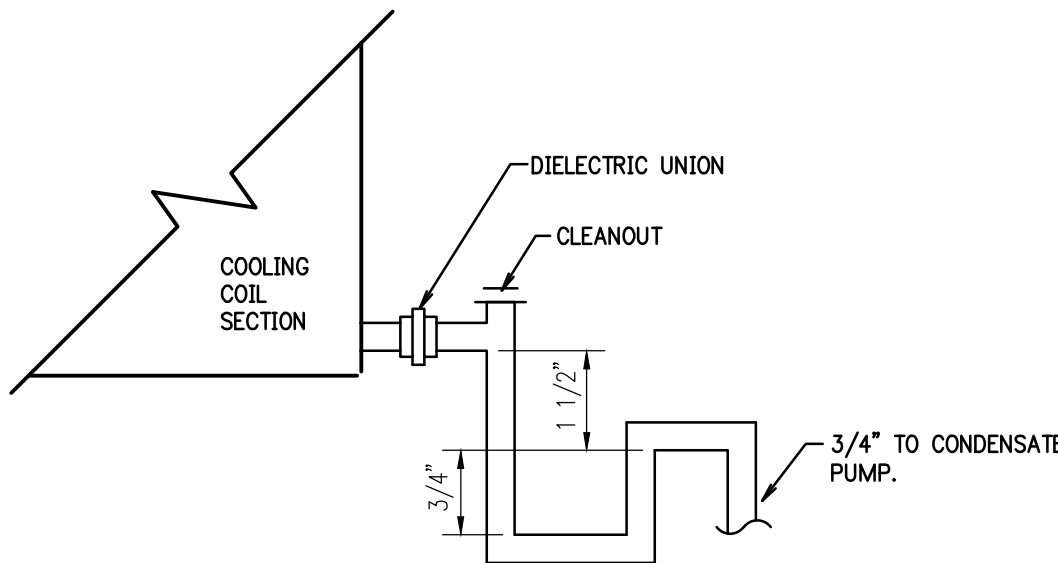 DIELECTRIC UNION
CLEANOUT
COOLING
COIL
SECTION
1 1/2”
3/4”
3/4” TO CONDENSATE
PUMP.